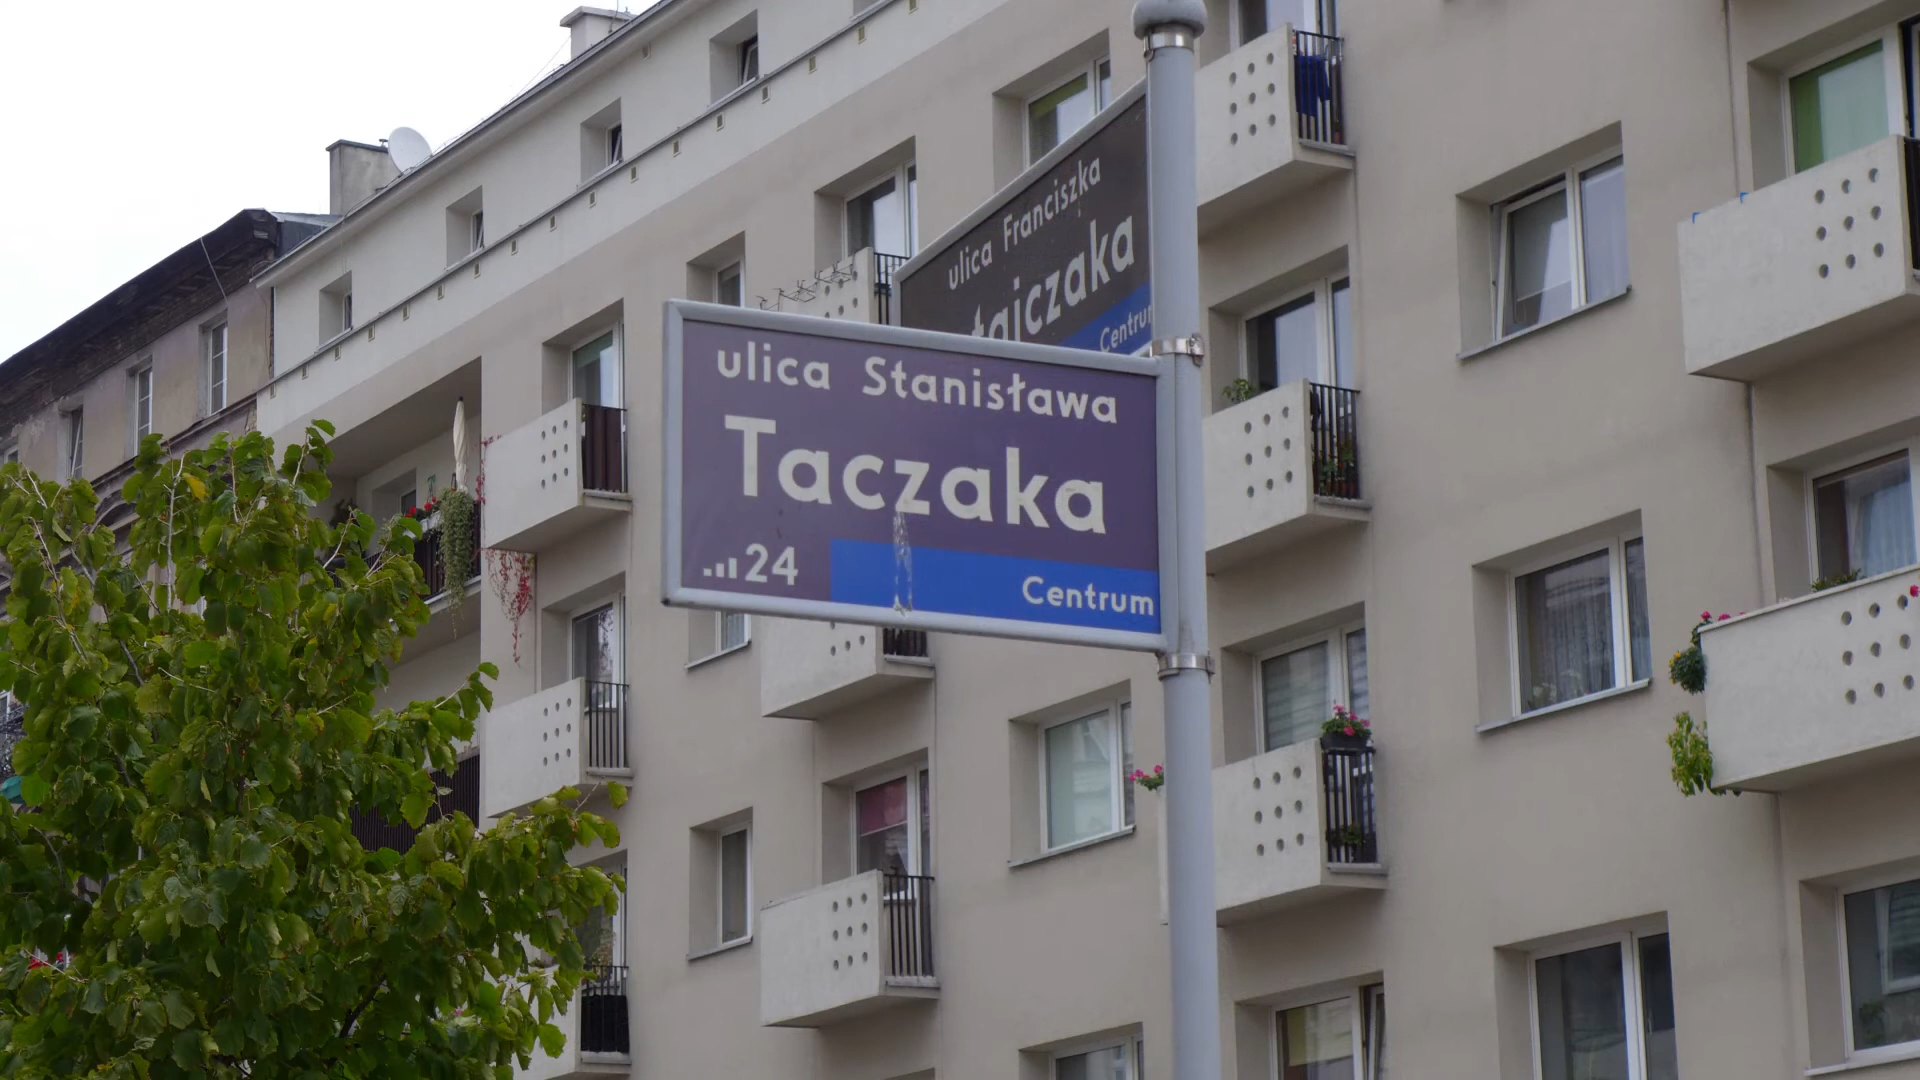 ulica Franciszka
Centrum
ulica Stanisława
Taczaka
24
Centrum